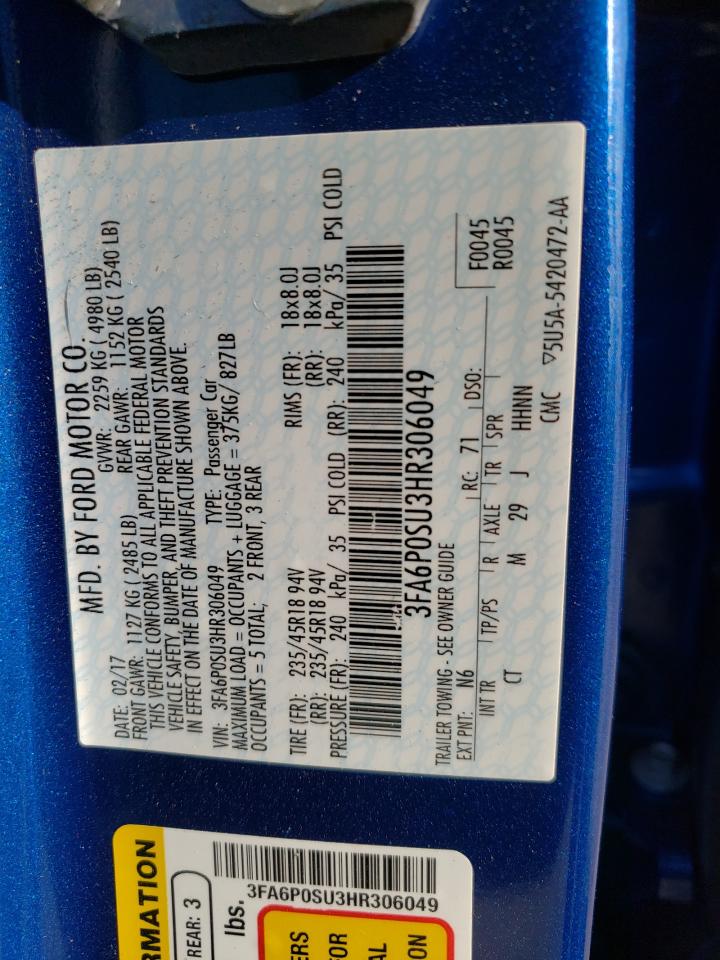 MFD. BY FORD MOTOR CO.
DATE: 02/17 GVWR: 2259 KG ( 4980 LB)
FRONT GAWR: 1127 KG ( 2485 LB) REAR GAWR: 1152 KG ( 2540 LB)
THIS VEHICLE CONFORMS TO ALL APPLICABLE FEDERAL MOTOR
VEHICLE SAFETY, BUMPER, AND THEFT PREVENTION STANDARDS
IN EFFECT ON THE DATE OF MANUFACTURE SHOWN ABOVE.
VIN: 3FA6P0SU3HR306049 TYPE: Passenger Car
MAXIMUM LOAD = OCCUPANTS + LUGGAGE = 375KG/ 827LB
OCCUPANTS = 5 TOTAL; 2 FRONT, 3 REAR
TIRE (FR): 235/45R18 94V RIMS (FR): 18x8.0J
(RR): 235/45R18 94V (RR): 18x8.0J
PRESSURE (FR): 240 kPa/ 35 PSI COLD (RR): 240 kPa/ 35 PSI COLD
3FA6P0SU3HR306049
TRAILER TOWING - SEE OWNER GUIDE
EXT PNT: N6 RC: 71 DSO: F0045
R0045
INT TR TP/PS R AXLE TR SPR
CT M 29 J HHNN
CMC ▽5U5A-5420472-AA
RMATION
REAR: 3
lbs.
3FA6P0SU3HR306049
ERS
FOR
AL
ON